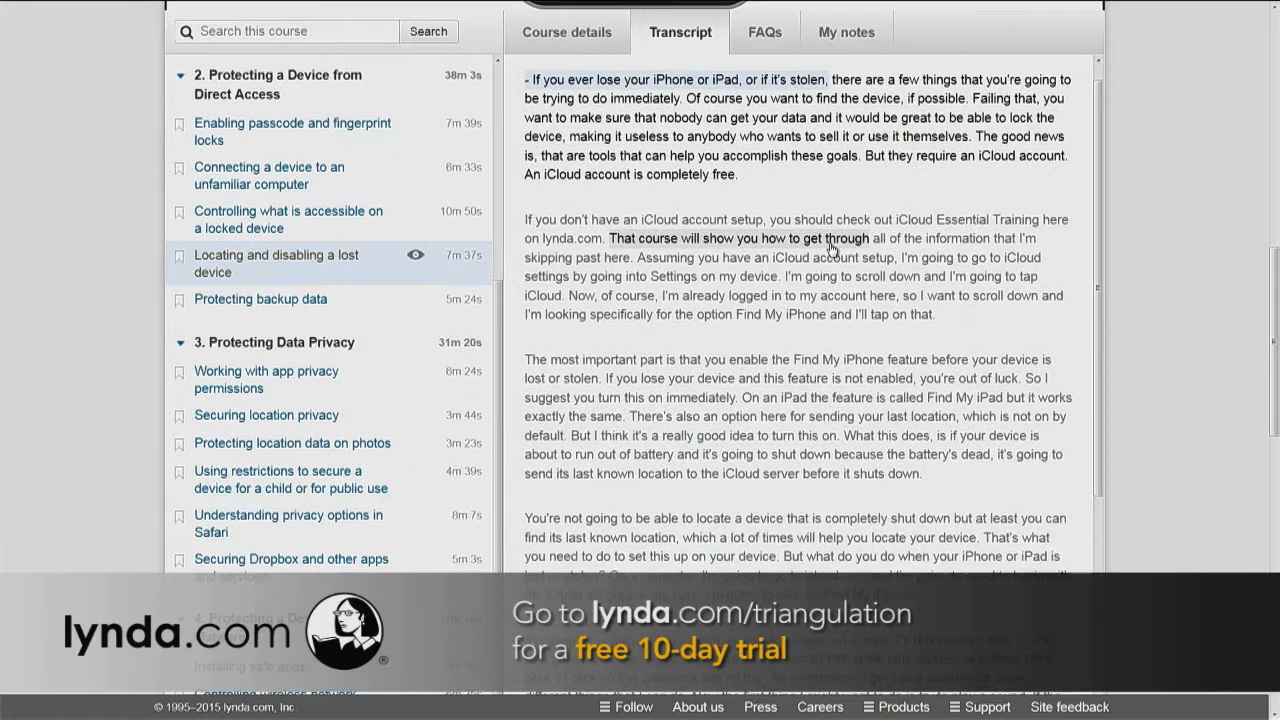 Search this course
Search
Course details
Transcript
FAQs
My notes
2. Protecting a Device from
Direct Access
38m 3s
Enabling passcode and fingerprint
locks
7m 39s
Connecting a device to an
unfamiliar computer
6m 33s
Controlling what is accessible on
a locked device
10m 50s
Locating and disabling a lost
device
7m 37s
Protecting backup data
5m 24s
3. Protecting Data Privacy
31m 20s
Working with app privacy
permissions
6m 24s
Securing location privacy
3m 44s
Protecting location data on photos
3m 23s
Using restrictions to secure a
device for a child or for public use
4m 39s
Understanding privacy options in
Safari
8m 7s
Securing Dropbox and other apps
and services
5m 3s
Installing safe apps
Controlling wireless network
- If you ever lose your iPhone or iPad, or if it's stolen, there are a few things that you're going to
be trying to do immediately. Of course you want to find the device, if possible. Failing that, you
want to make sure that nobody can get your data and it would be great to be able to lock the
device, making it useless to anybody who wants to sell it or use it themselves. The good news
is, that are tools that can help you accomplish these goals. But they require an iCloud account.
An iCloud account is completely free.
If you don't have an iCloud account setup, you should check out iCloud Essential Training here
on lynda.com. That course will show you how to get through all of the information that I'm
skipping past here. Assuming you have an iCloud account setup, I'm going to go to iCloud
settings by going into Settings on my device. I'm going to scroll down and I'm going to tap
iCloud. Now, of course, I'm already logged in to my account here, so I want to scroll down and
I'm looking specifically for the option Find My iPhone and I'll tap on that.
The most important part is that you enable the Find My iPhone feature before your device is
lost or stolen. If you lose your device and this feature is not enabled, you're out of luck. So I
suggest you turn this on immediately. On an iPad the feature is called Find My iPad but it works
exactly the same. There's also an option here for sending your last location, which is not on by
default. But I think it's a really good idea to turn this on. What this does, is if your device is
about to run out of battery and it's going to shut down because the battery's dead, it's going to
send its last known location to the iCloud server before it shuts down.
You're not going to be able to locate a device that is completely shut down but at least you can
find its last known location, which a lot of times will help you locate your device. That's what
you need to do to set this up on your device. But what do you do when your iPhone or iPad is
lynda.com
®
Go to lynda.com/triangulation
for a free 10-day trial
© 1995–2015 lynda.com, Inc.
Follow
About us
Press
Careers
Products
Support
Site feedback